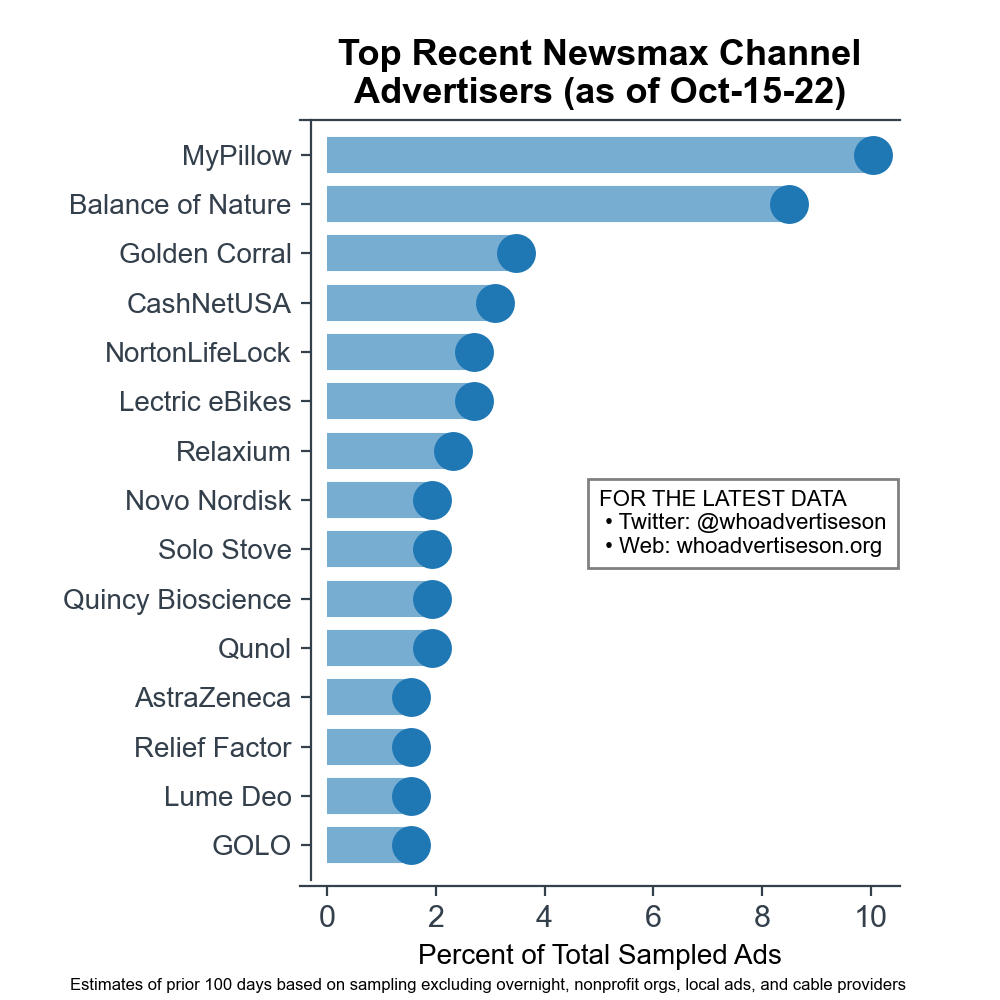 Top Recent Newsmax Channel
Advertisers (as of Oct-15-22)
MyPillow
Balance of Nature
Golden Corral
CashNetUSA
NortonLifeLock
Lectric eBikes
Relaxium
Novo Nordisk
Solo Stove
Quincy Bioscience
Qunol
AstraZeneca
Relief Factor
Lume Deo
GOLO
FOR THE LATEST DATA
• Twitter: @whoadvertiseson
• Web: whoadvertiseson.org
0 2 4 6 8 10
Percent of Total Sampled Ads
Estimates of prior 100 days based on sampling excluding overnight, nonprofit orgs, local ads, and cable providers